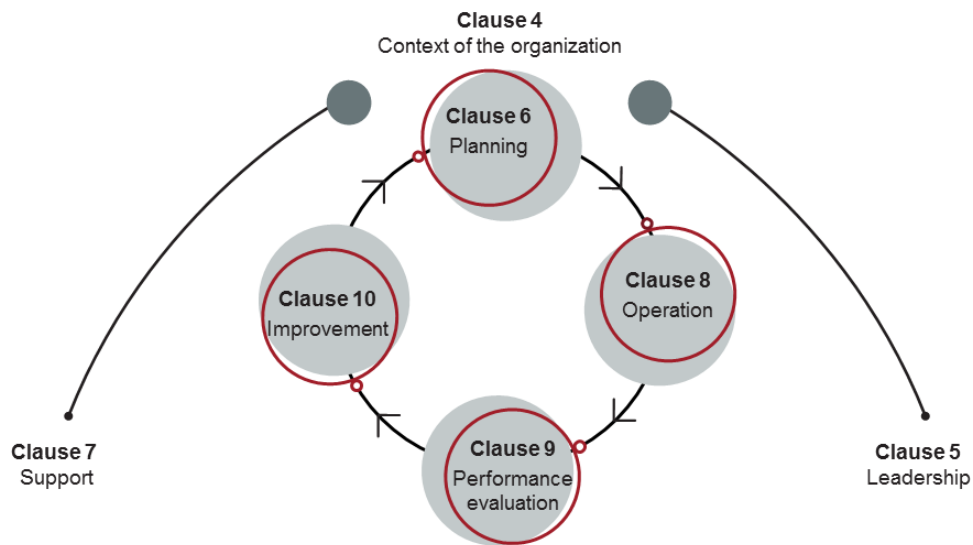 Clause 4
Context of the organization
Clause 6
Planning
Clause 10
Improvement
Clause 8
Operation
Clause 7
Support
Clause 9
Performance
evaluation
Clause 5
Leadership